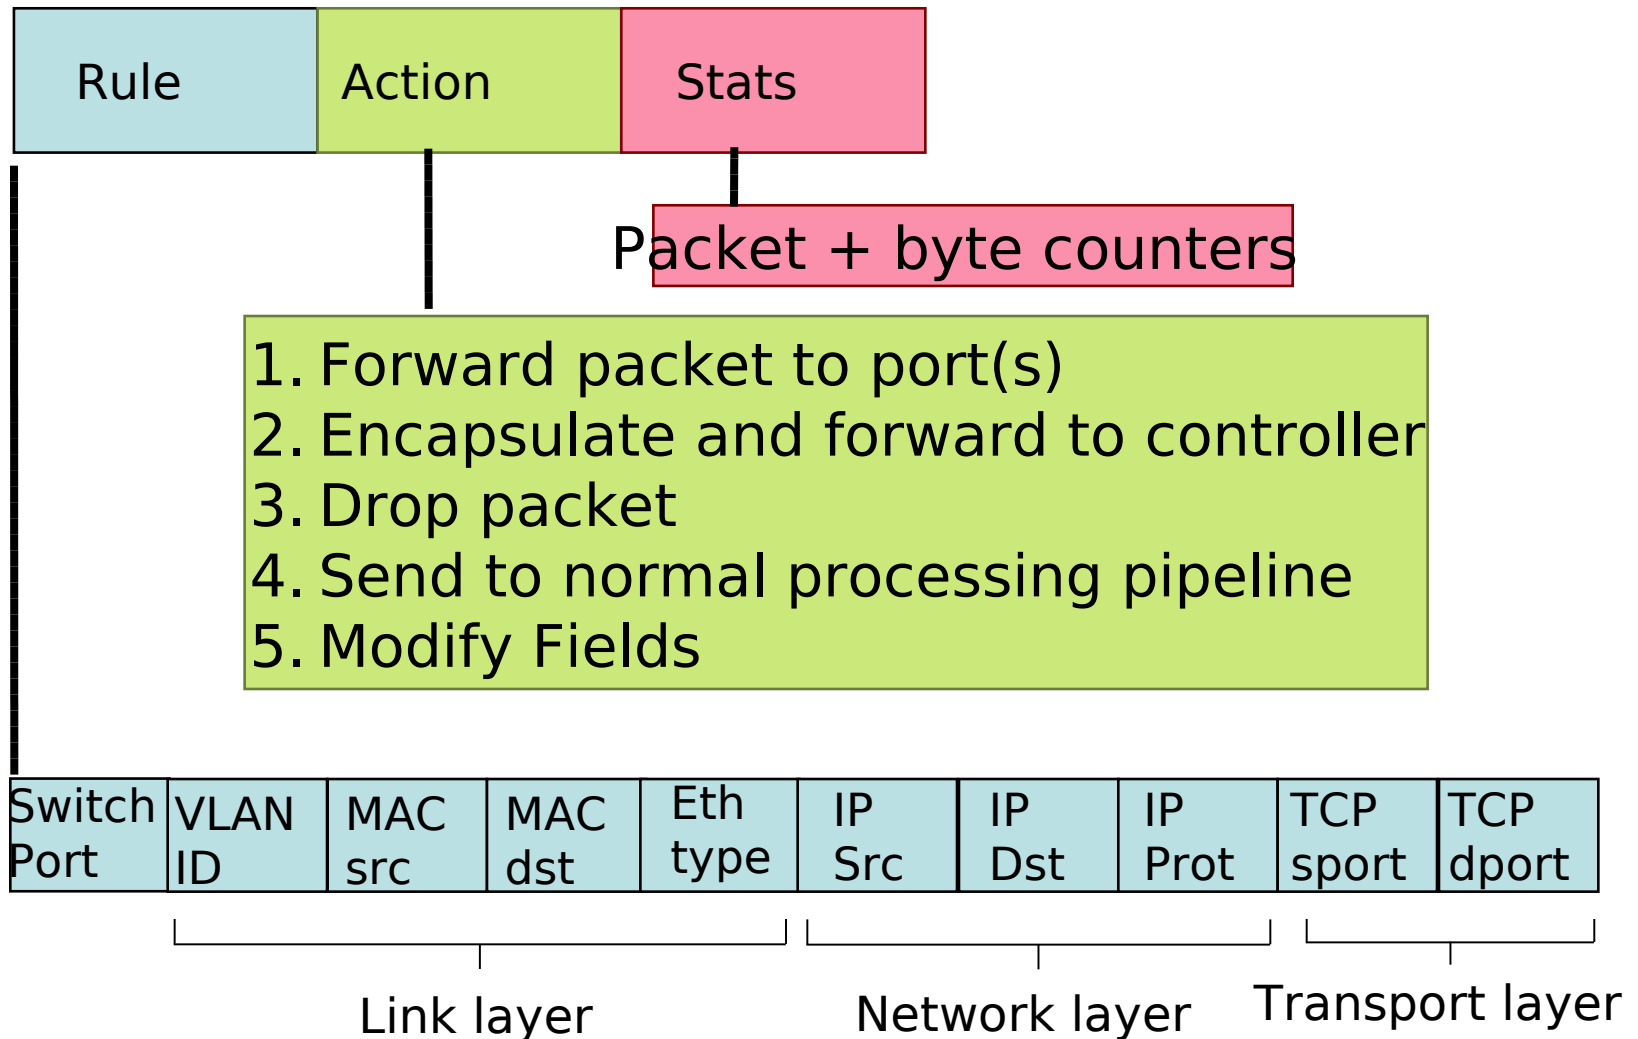 Rule Action Stats
Packet + byte counters
1. Forward packet to port(s)
2. Encapsulate and forward to controller
3. Drop packet
4. Send to normal processing pipeline
5. Modify Fields
Switch Port
VLAN ID
MAC src
MAC dst
Eth type
IP Src
IP Dst
IP Prot
TCP sport
TCP dport
Link layer
Network layer
Transport layer